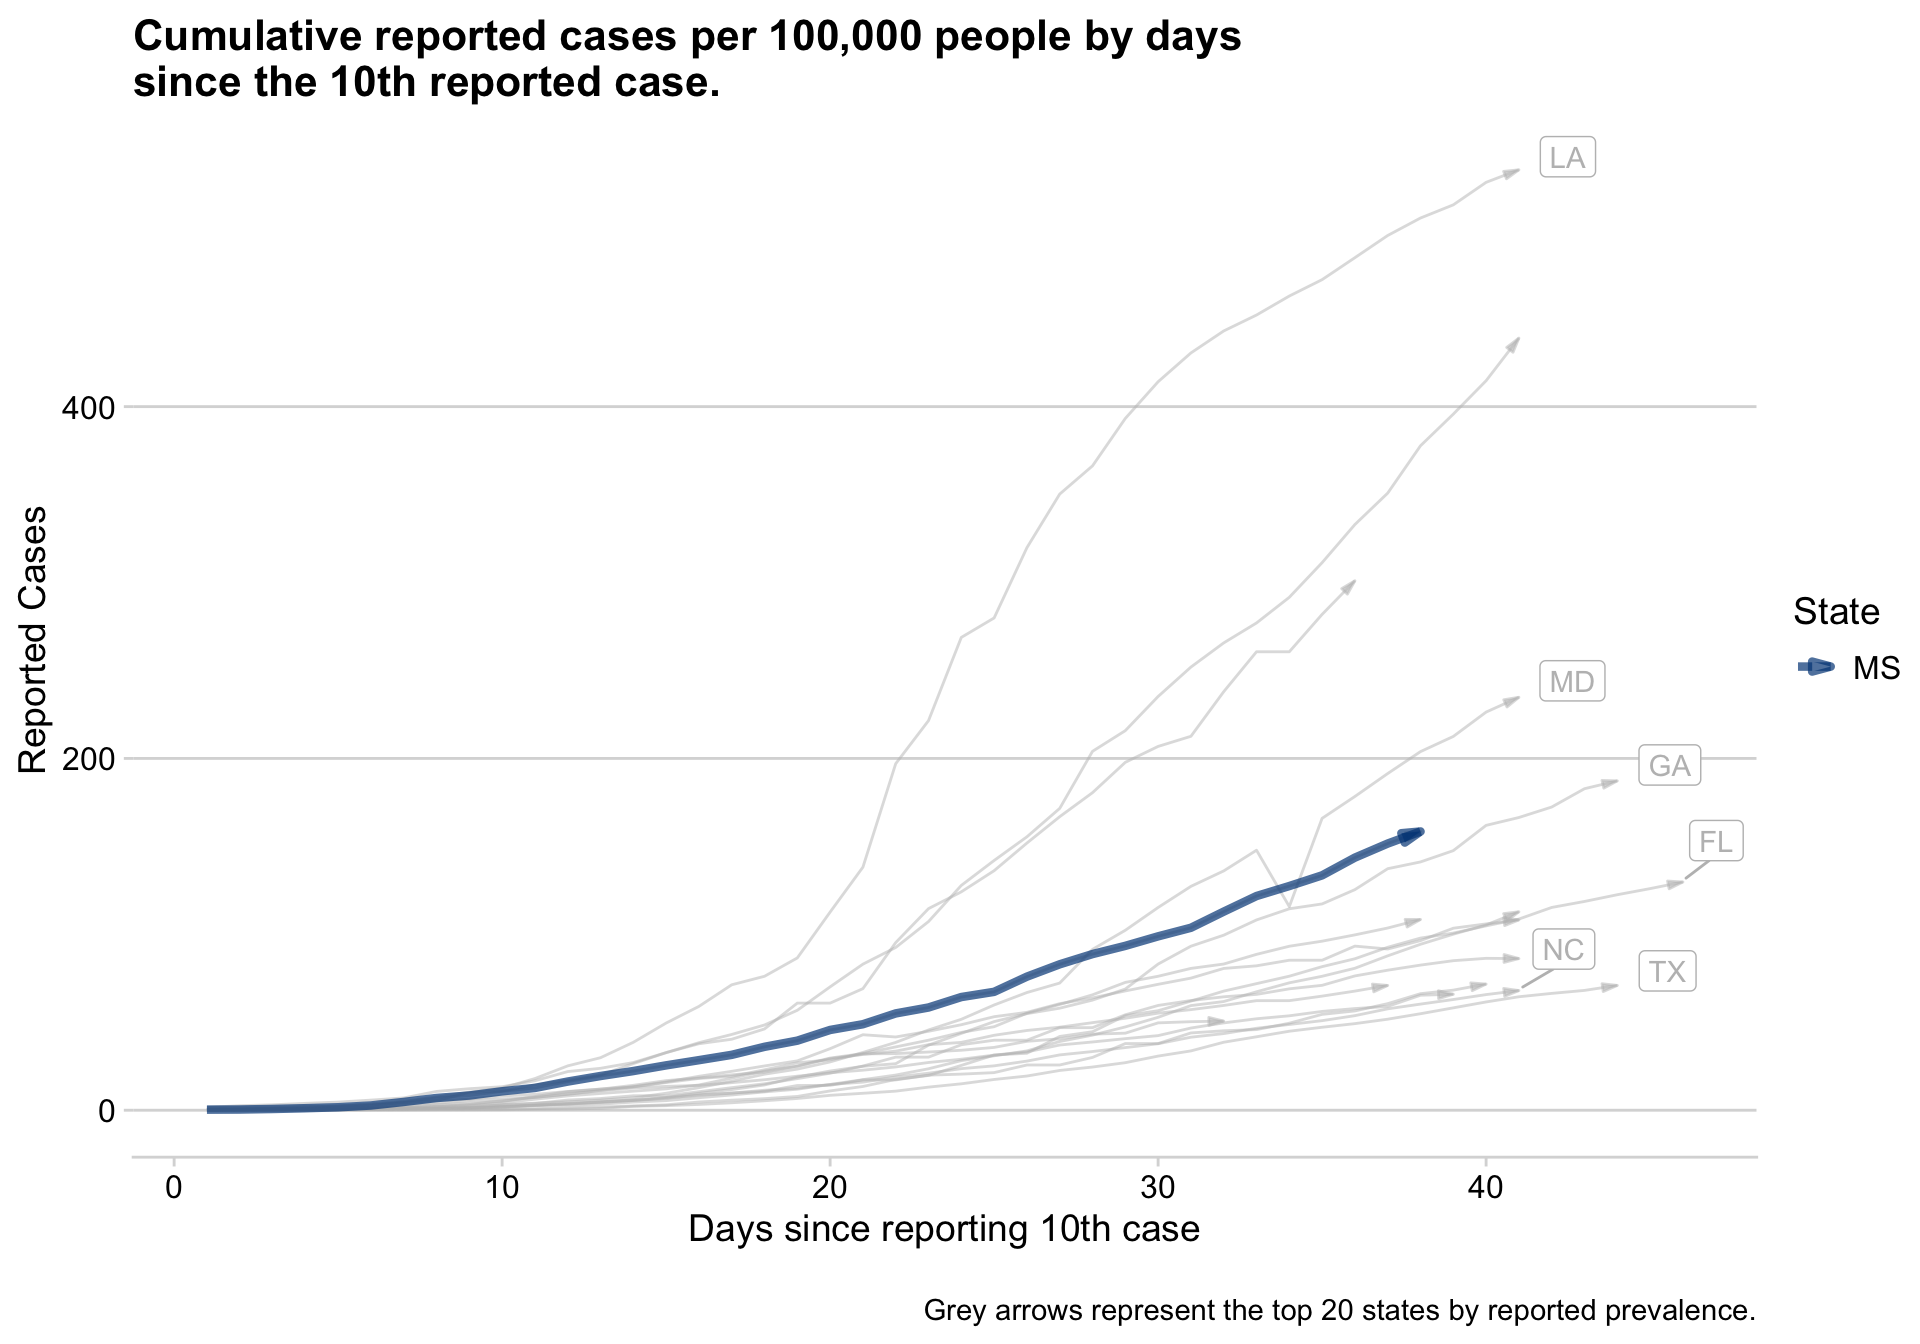 Cumulative reported cases per 100,000 people by days
since the 10th reported case.
LA
400
MD
State
MS
Reported Cases
200
GA
FL
NC
TX
0
0 10 20 30 40
Days since reporting 10th case
Grey arrows represent the top 20 states by reported prevalence.